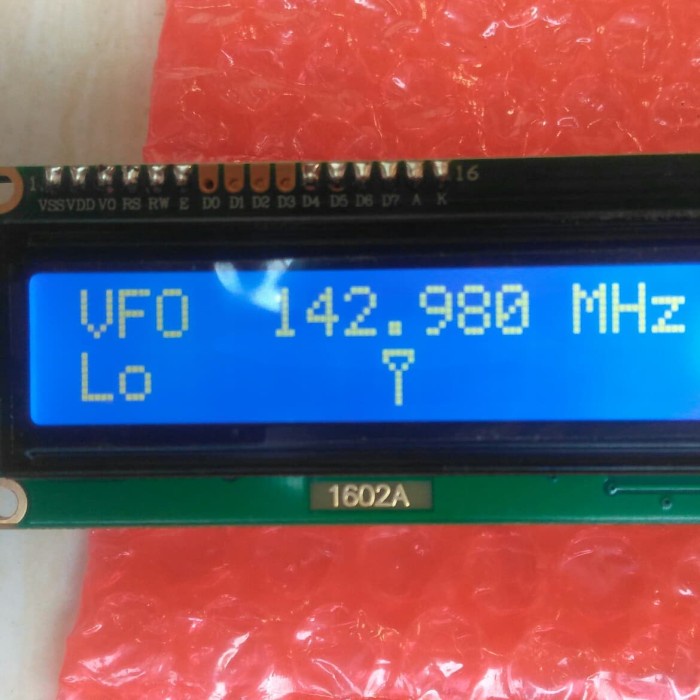 1 16
VSS VDD V0 RS RW E D0 D1 D2 D3 D4 D5 D6 D7 A K
VFO 142.980 MHz
Lo
1602A